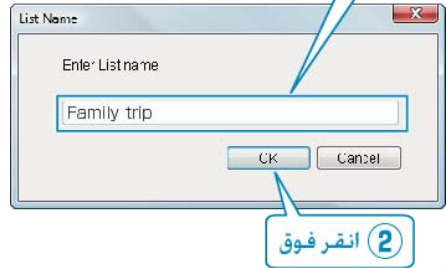 List Name
Enter List name
Family trip
OK Cancel
② انقر فوق